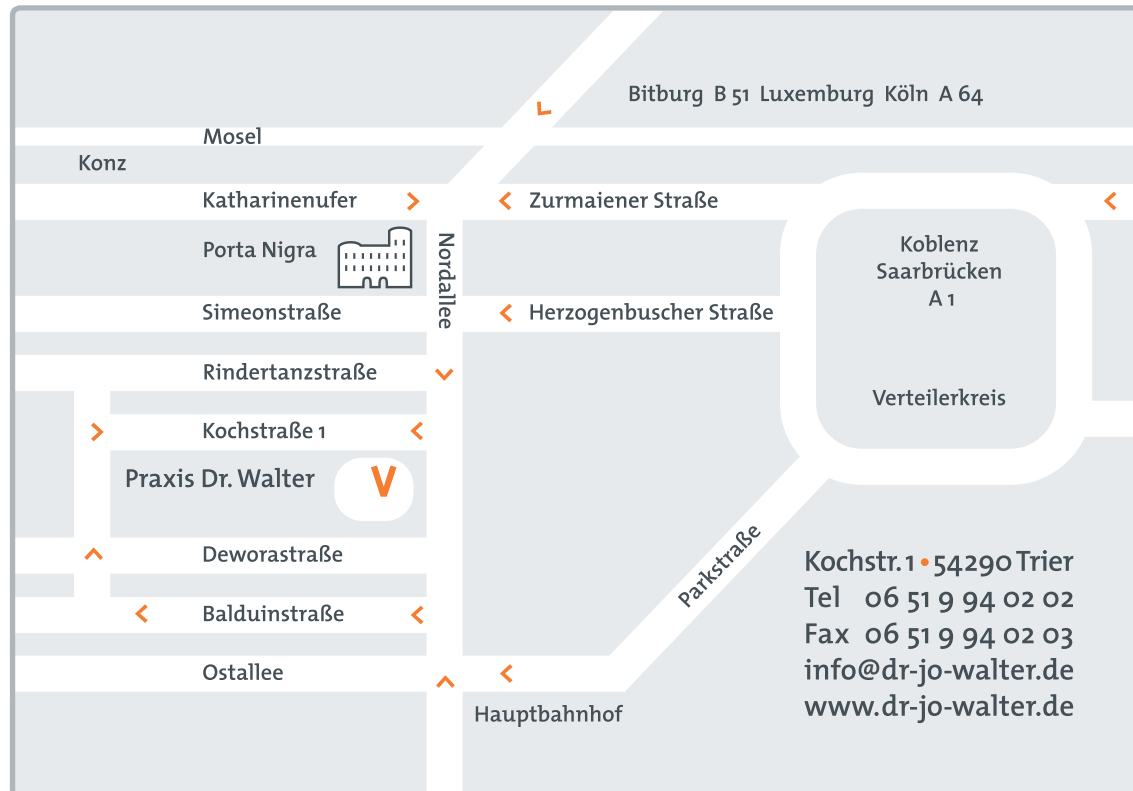 Bitburg B 51 Luxemburg Köln A 64
Mosel
Konz
Katharinenufer
Zurmaiener Straße
Porta Nigra
Nordallee
Koblenz
Saarbrücken
A 1
Simeonstraße
Herzogenbuscher Straße
Rindertanzstraße
Verteilerkreis
Kochstraße 1
Praxis Dr. Walter
Deworastraße
Parkstraße
Balduinstraße
Ostallee
Hauptbahnhof
Kochstr. 1 • 54290 Trier
Tel 06 51 9 94 02 02
Fax 06 51 9 94 02 03
info@dr-jo-walter.de
www.dr-jo-walter.de